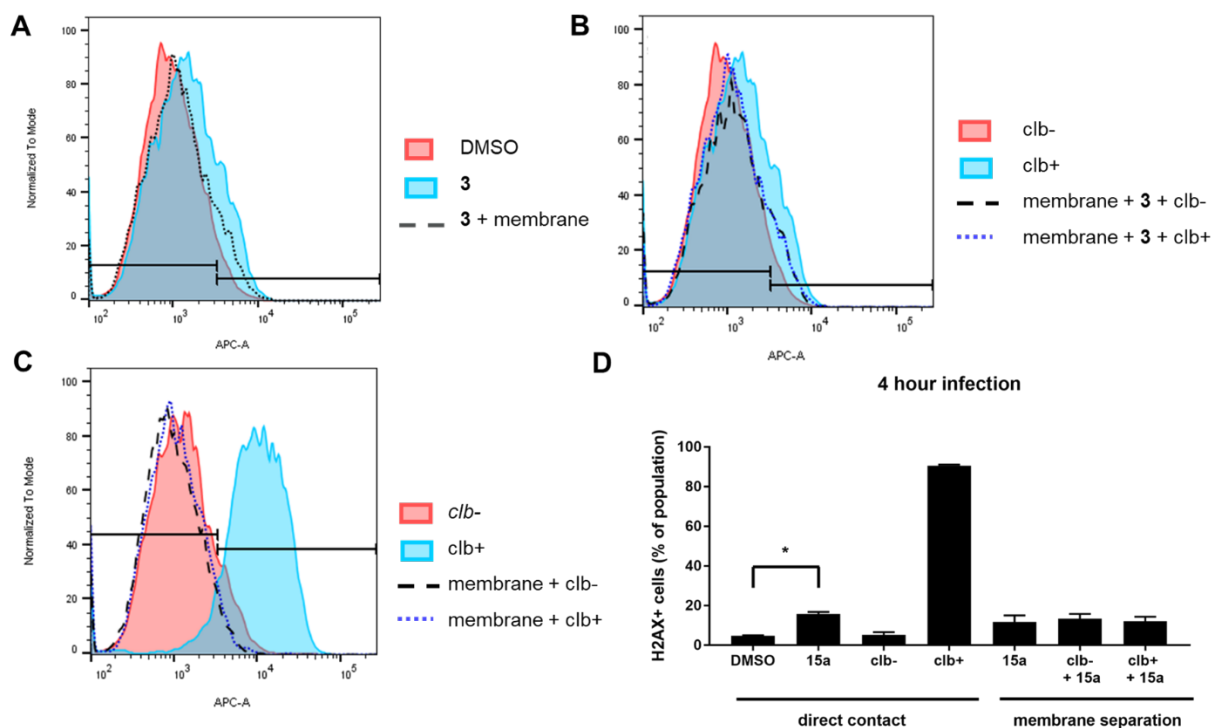 A
Normalized To Mode
100
80
60
40
20
0
10²
10³
10⁴
10⁵
APC-A
DMSO
3
3 + membrane
B
Normalized To Mode
100
80
60
40
20
0
10²
10³
10⁴
10⁵
APC-A
clb-
clb+
membrane + 3 + clb-
membrane + 3 + clb+
C
Normalized To Mode
100
80
60
40
20
0
10²
10³
10⁴
10⁵
APC-A
clb-
clb+
membrane + clb-
membrane + clb+
D
4 hour infection
H2AX+ cells (% of population)
100
80
60
40
20
0
*
DMSO
15a
clb-
clb+
15a
clb-
+ 15a
clb+
+ 15a
direct contact
membrane separation